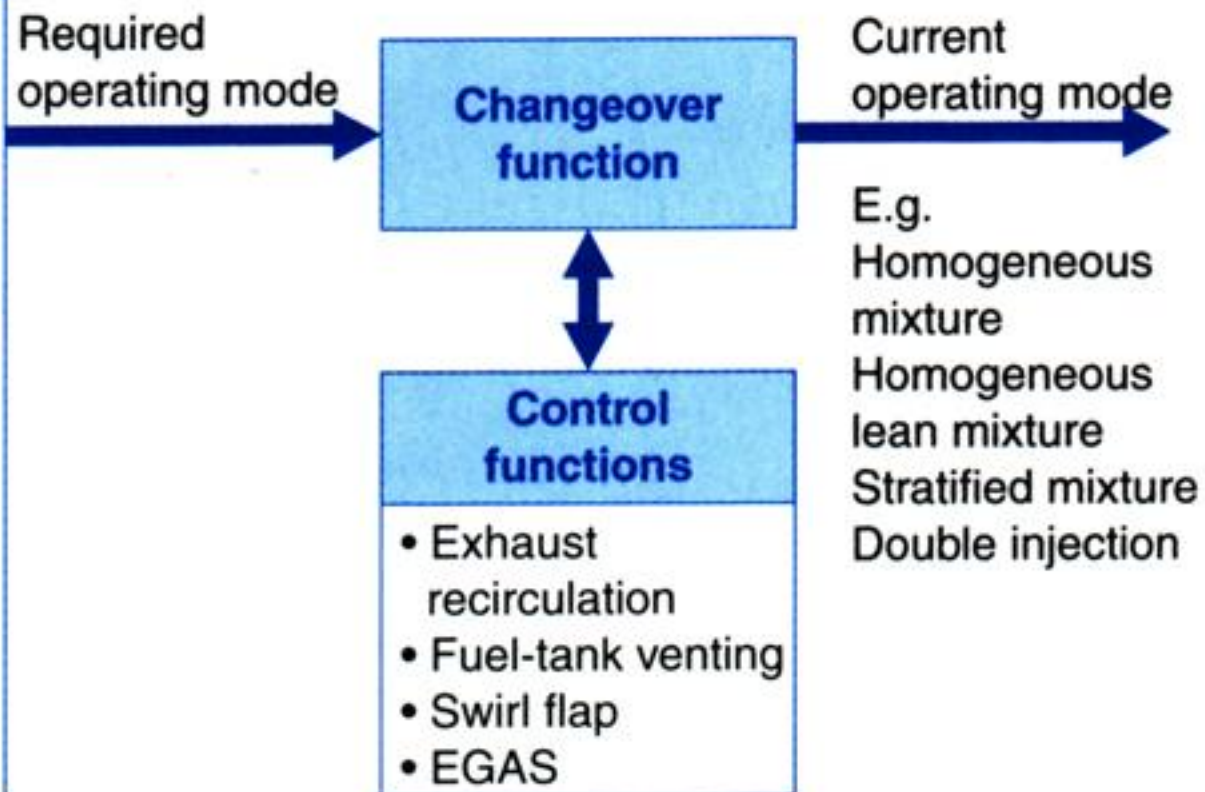 Required
operating mode
Changeover
function
Current
operating mode
E.g.
Homogeneous
mixture
Homogeneous
lean mixture
Stratified mixture
Double injection
Control
functions
• Exhaust
recirculation
• Fuel-tank venting
• Swirl flap
• EGAS